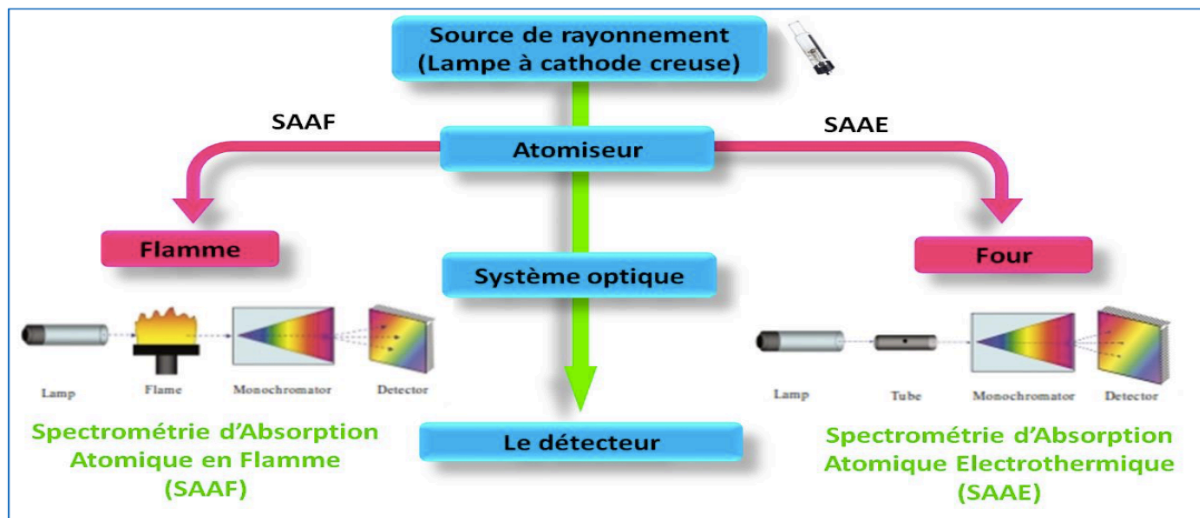 Source de rayonnement
(Lampe à cathode creuse)
SAAF
SAAE
Atomiseur
Flamme
Four
Système optique
Lamp
Flame
Monochromator
Detector
Lamp
Tube
Monochromator
Detector
Spectrométrie d’Absorption
Atomique en Flamme
(SAAF)
Le détecteur
Spectrométrie d’Absorption
Atomique Electrothermique
(SAAE)